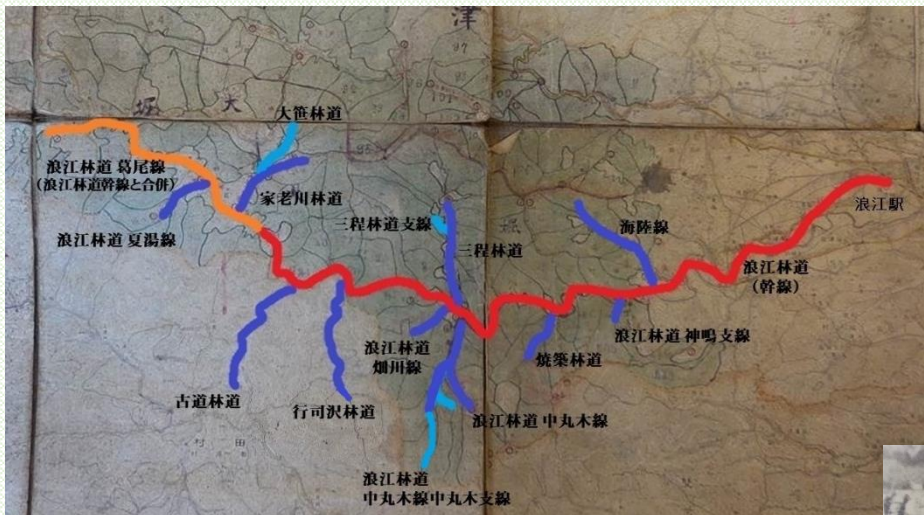 津
大
堀
大笹林道
浪江林道 葛尾線
(浪江林道幹線と合併)
家老川林道
浪江林道 夏湯線
三程林道支線
三程林道
海陸線
浪江駅
浪江林道
(幹線)
浪江林道 神鳴支線
焼築林道
浪江林道
畑川線
古道林道
行司沢林道
浪江林道 中丸木線
浪江林道
中丸木線中丸木支線